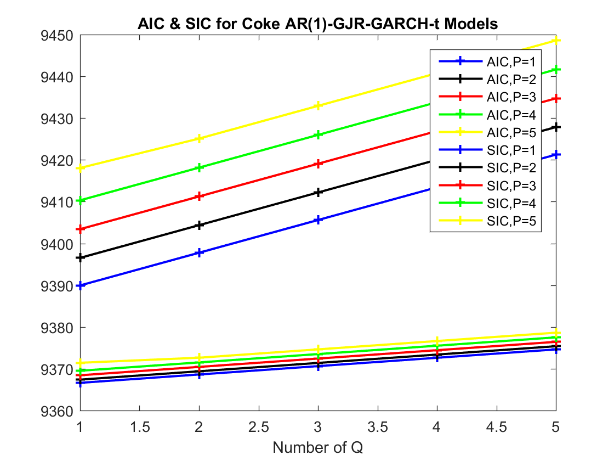 AIC & SIC for Coke AR(1)-GJR-GARCH-t Models
9450
9440
9430
9420
9410
9400
9390
9380
9370
9360
AIC,P=1
AIC,P=2
AIC,P=3
AIC,P=4
AIC,P=5
SIC,P=1
SIC,P=2
SIC,P=3
SIC,P=4
SIC,P=5
1 1.5 2 2.5 3 3.5 4 4.5 5
Number of Q